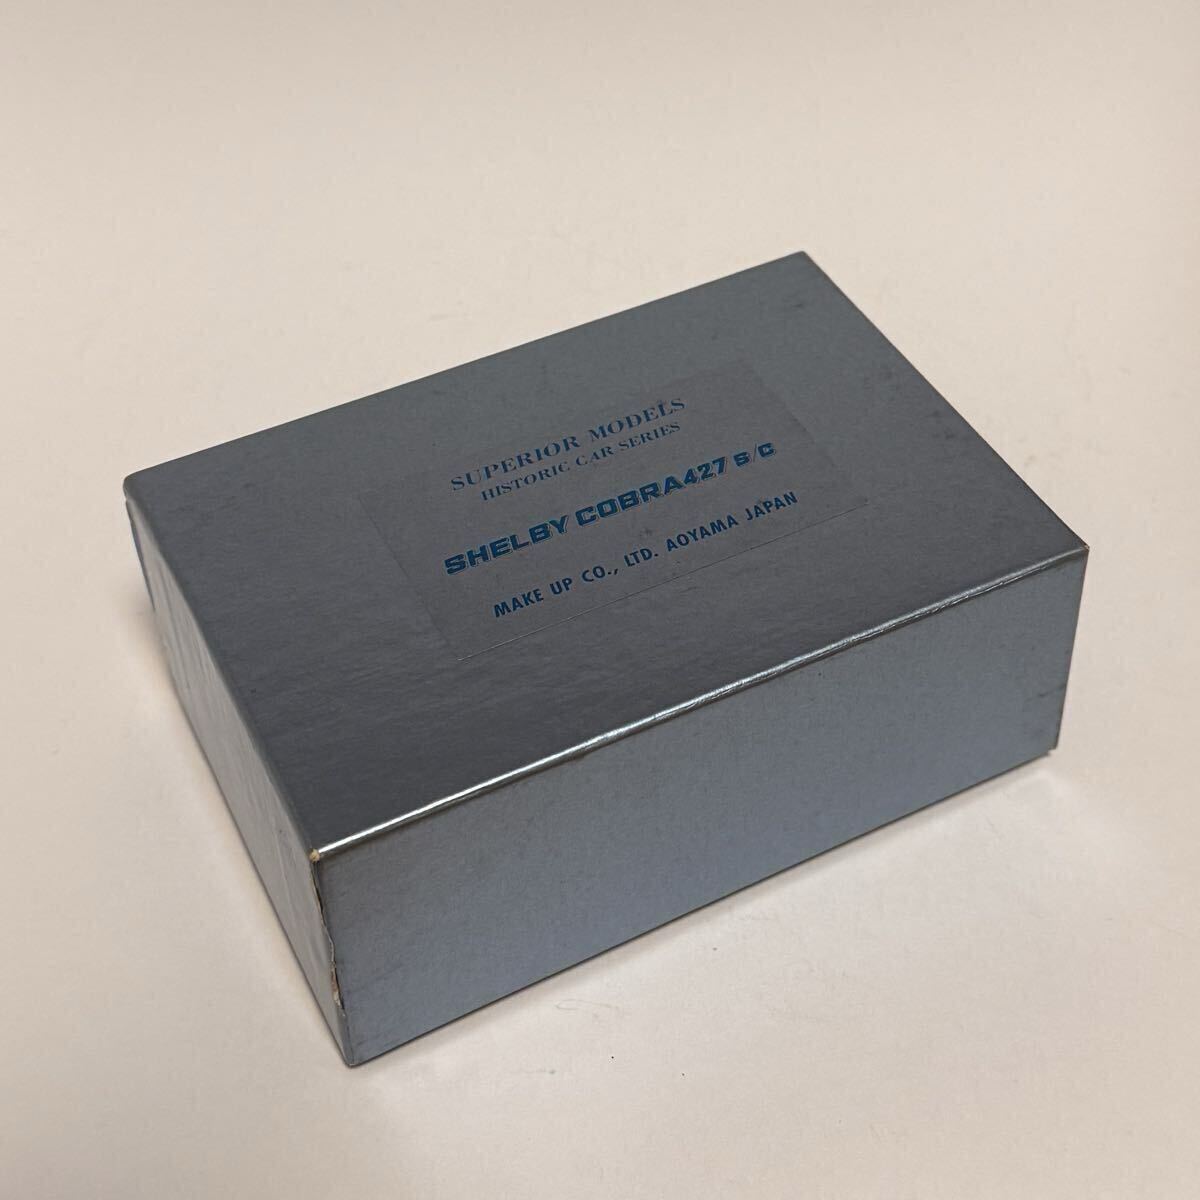 SUPERIOR MODELS
HISTORIC CAR SERIES
SHELBY COBRA427 S/C
MAKE UP CO., LTD. AOYAMA JAPAN